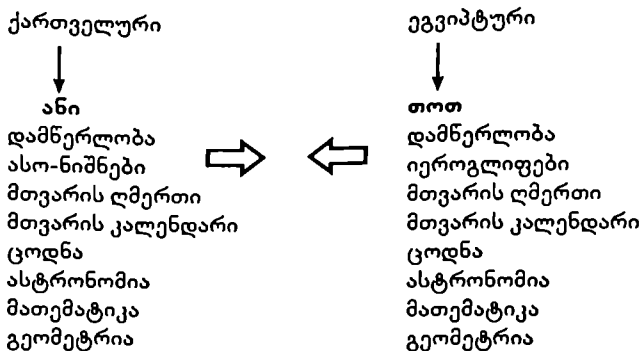 ქართველური
ანი
დამწერლობა
ასო-ნიშნები
მთვარის ღმერთი
მთვარის კალენდარი
ცოდნა
ასტრონომია
მათემატიკა
გეომეტრია
ეგვიპტური
თოთ
დამწერლობა
იეროგლიფები
მთვარის ღმერთი
მთვარის კალენდარი
ცოდნა
ასტრონომია
მათემატიკა
გეომეტრია